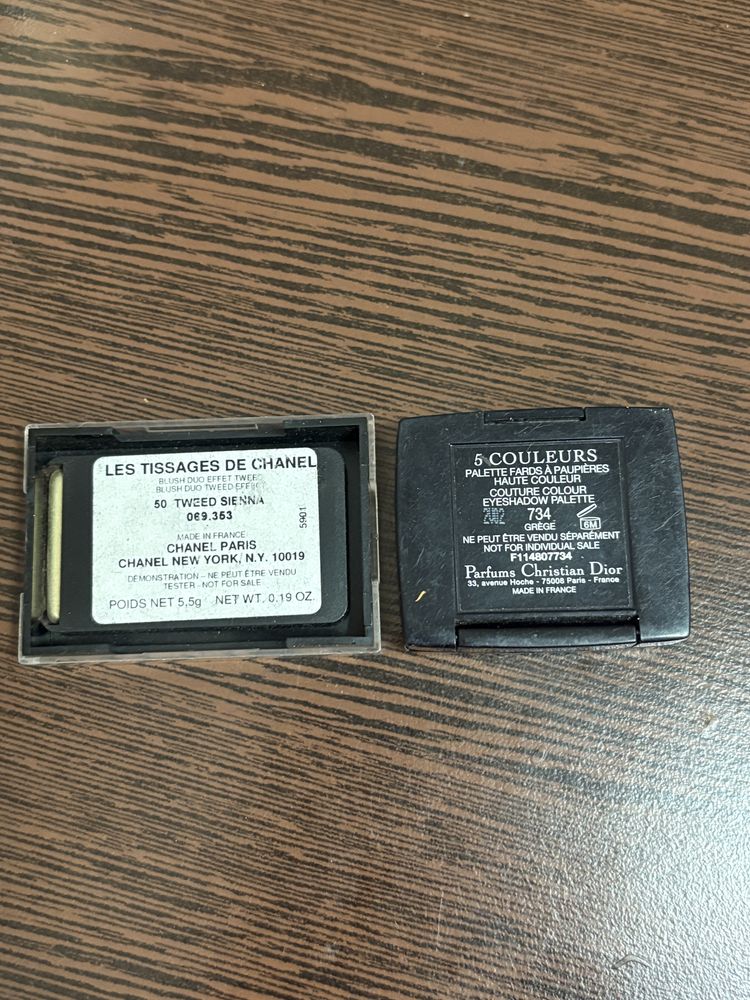 LES TISSAGES DE CHANEL
BLUSH DUO EFFET TWEED
BLUSH DUO TWEED EFFECT
50 TWEED SIENNA
069.353
5901
MADE IN FRANCE
CHANEL PARIS
CHANEL NEW YORK, N.Y. 10019
DÉMONSTRATION – NE PEUT ÊTRE VENDU
TESTER - NOT FOR SALE
POIDS NET 5,5g NET WT. 0.19 OZ.
5 COULEURS
PALETTE FARDS À PAUPIÈRES
HAUTE COULEUR
COUTURE COLOUR
EYESHADOW PALETTE
734
GRÈGE
6M
NE PEUT ÊTRE VENDU SÉPARÉMENT
NOT FOR INDIVIDUAL SALE
F114807734
Parfums Christian Dior
33, avenue Hoche - 75008 Paris - France
MADE IN FRANCE